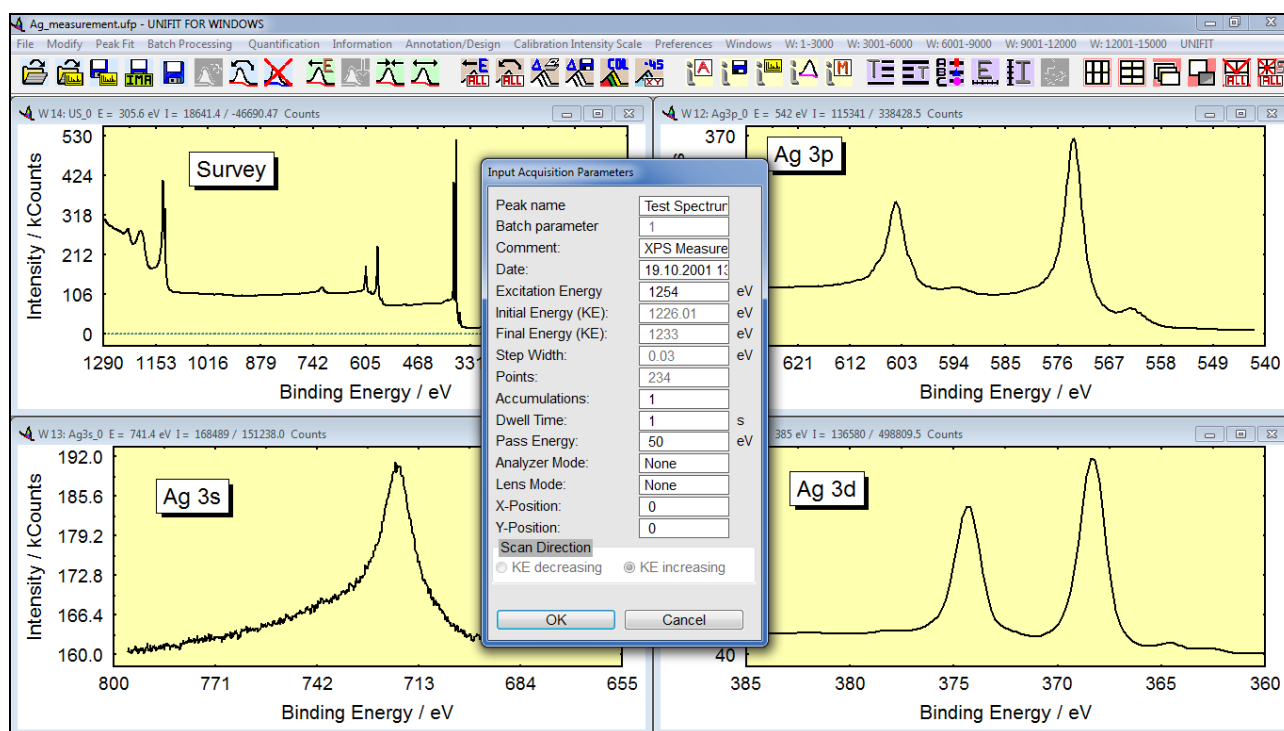 Ag_measurement.ufp - UNIFIT FOR WINDOWS
File Modify Peak Fit Batch Processing Quantification Information Annotation/Design Calibration Intensity Scale Preferences Windows W: 1-3000 W: 3001-6000 W: 6001-9000 W: 9001-12000 W: 12001-15000 UNIFIT
W 14: US_0 E = 305.6 eV I = 18641.4 / -46690.47 Counts
Intensity / kCounts
530
424
318
212
106
0
Survey
1290 1153 1016 879 742 605 468 331
Binding Energy / eV
W 12: Ag3p_0 E = 542 eV I = 115341 / 338428.5 Counts
370
Ag 3p
621 612 603 594 585 576 567 558 549 540
Binding Energy / eV
W 13: Ag3s_0 E = 741.4 eV I = 168489 / 151238.0 Counts
Intensity / kCounts
192.0
185.6
179.2
172.8
166.4
160.0
Ag 3s
800 771 742 713 684 655
Binding Energy / eV
385 eV I = 136580 / 498809.5 Counts
Ag 3d
40
385 380 375 370 365 360
Binding Energy / eV
Input Acquisition Parameters
Peak name Test Spectrur
Batch parameter 1
Comment: XPS Measure
Date: 19.10.2001 13
Excitation Energy 1254 eV
Initial Energy (KE): 1226.01 eV
Final Energy (KE): 1233 eV
Step Width: 0.03 eV
Points: 234
Accumulations: 1
Dwell Time: 1 s
Pass Energy: 50 eV
Analyzer Mode: None
Lens Mode: None
X-Position: 0
Y-Position: 0
Scan Direction
KE decreasing KE increasing
OK Cancel